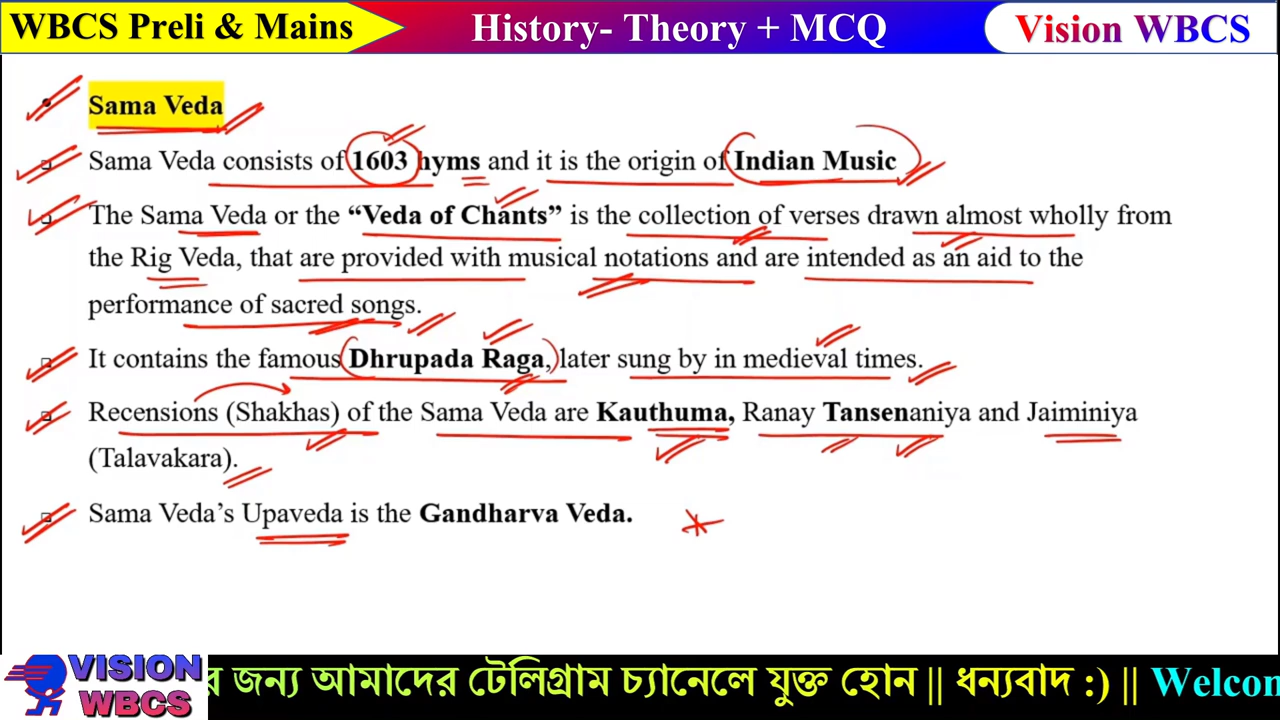 WBCS Preli & Mains
History- Theory + MCQ
Vision WBCS
Sama Veda
Sama Veda consists of 1603 hyms and it is the origin of Indian Music
The Sama Veda or the “Veda of Chants” is the collection of verses drawn almost wholly from
the Rig Veda, that are provided with musical notations and are intended as an aid to the
performance of sacred songs.
It contains the famous Dhrupada Raga, later sung by in medieval times.
Recensions (Shakhas) of the Sama Veda are Kauthuma, Ranay Tansenaniya and Jaiminiya
(Talavakara).
Sama Veda’s Upaveda is the Gandharva Veda.
VISION
WBCS
র জন্য আমাদের টেলিগ্রাম চ্যানেলে যুক্ত হোন || ধন্যবাদ :) || Welcon